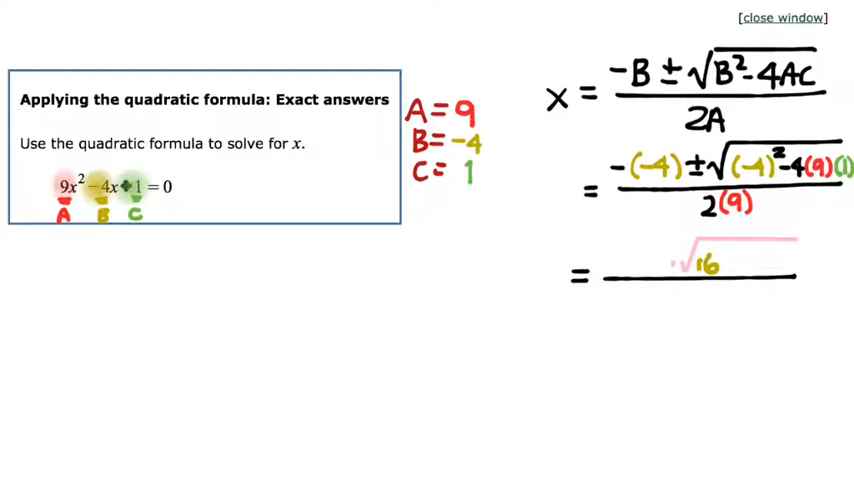 [close window]
Applying the quadratic formula: Exact answers
Use the quadratic formula to solve for x.
9x² − 4x + 1 = 0
A B C
A = 9
B = -4
C = 1
x = (-B ± √(B² - 4AC)) / 2A
= (-(-4) ± √((-4)² - 4(9)(1))) / 2(9)
= √16